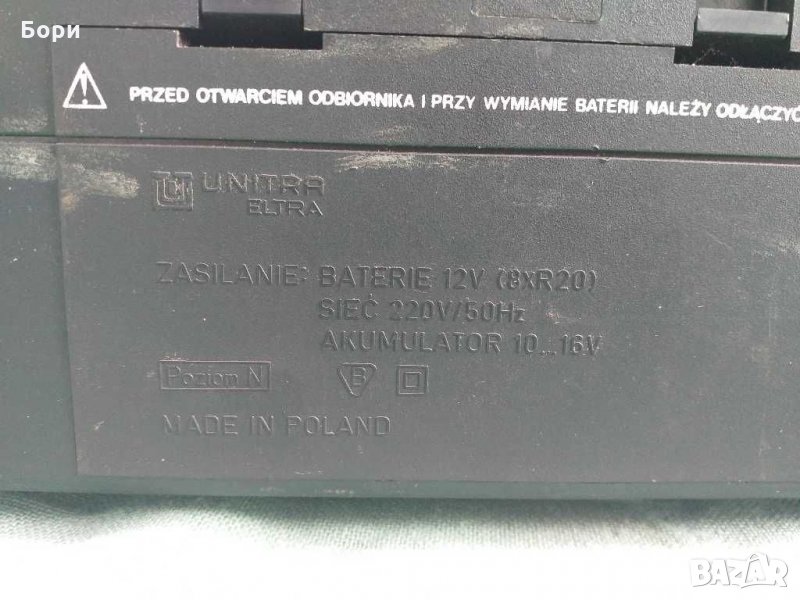 Бори
PRZED OTWARCIEM ODBIORNIKA I PRZY WYMIANIE BATERII NALEŻY ODŁĄCZYĆ
UNITRA
ELTRA
ZASILANIE: BATERIE 12V (8xR20)
SIEĆ 220V/50Hz
AKUMULATOR 10...16V
Poziom N B
MADE IN POLAND
BAZAR